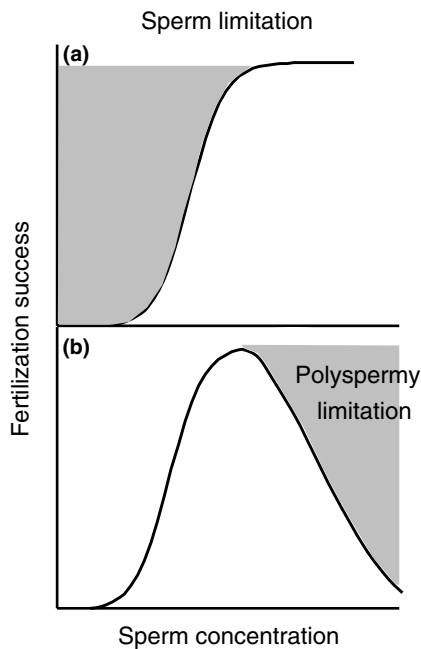 Sperm limitation
(a)
Fertilization success
(b)
Polyspermy
limitation
Sperm concentration